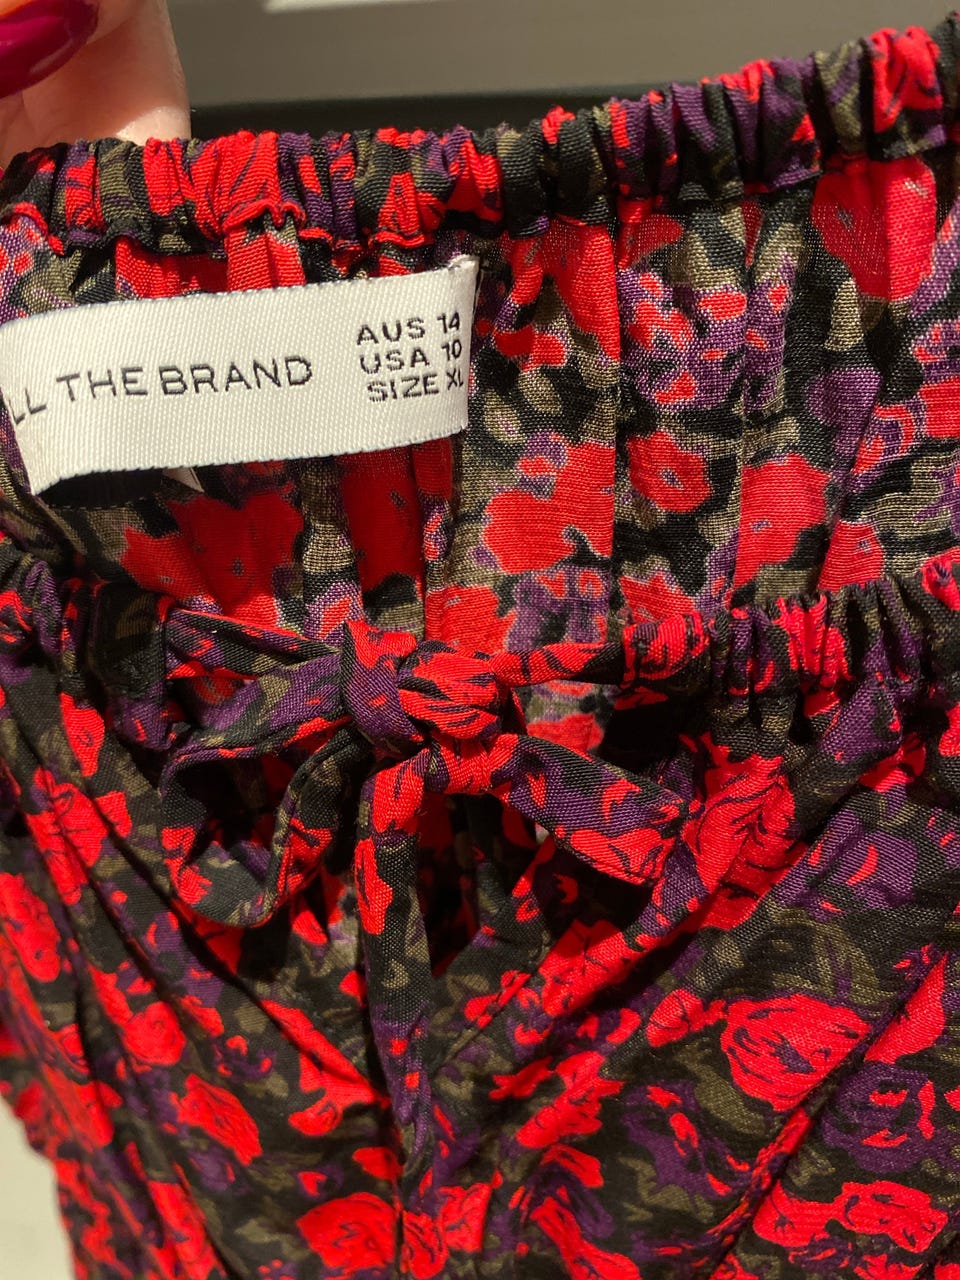 LL THE BRAND
AUS 14
USA 10
SIZE XL